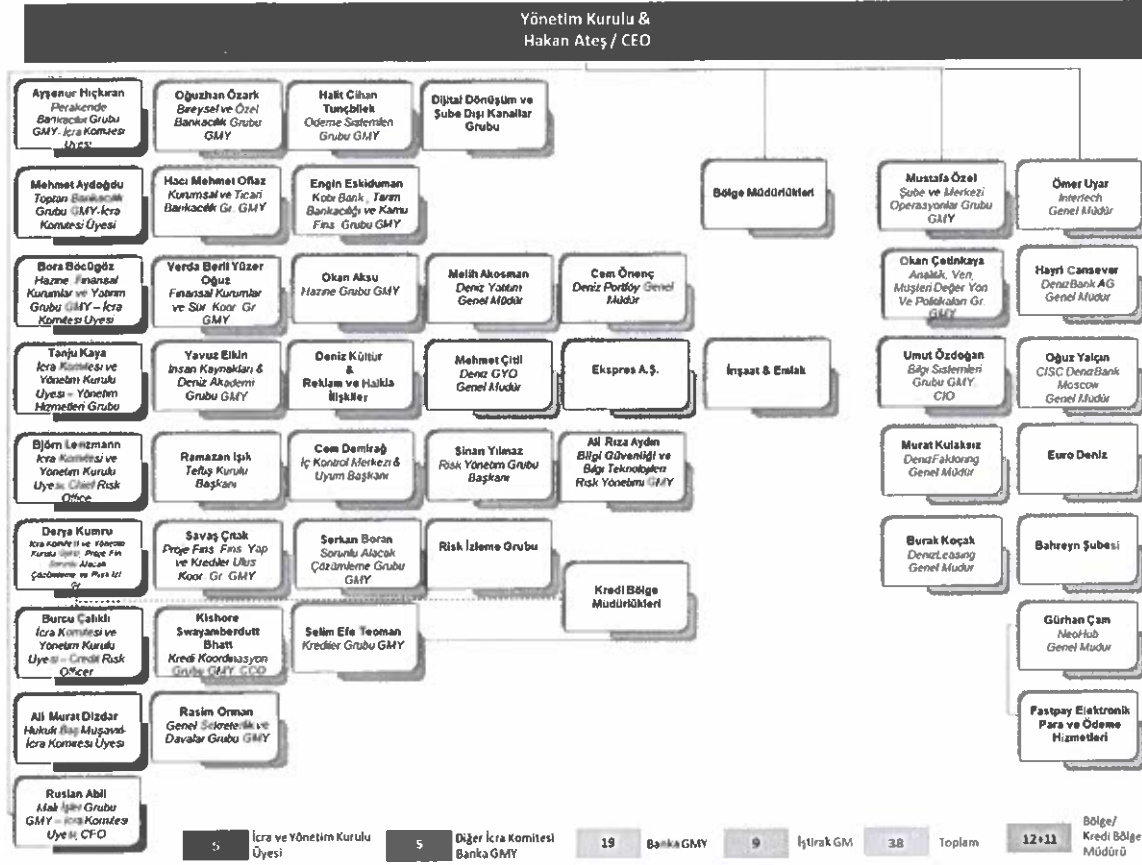 Yönetim Kurulu &
Hakan Ateş / CEO
Ayşenur Hıçkıran
Perakende
Bankacılık Grubu
GMY- İcra Komitesi
Üyesi
Oğuzhan Özark
Bireysel ve Özel
Bankacılık Grubu
GMY
Halit Cihan
Tunçbilek
Ödeme Sistemleri
Grubu GMY
Dijital Dönüşüm ve
Şube Dışı Kanallar
Grubu
Mehmet Aydoğdu
Toptan Bankacılık
Grubu GMY-İcra
Komitesi Üyesi
Hacı Mehmet Oflaz
Kurumsal ve Ticari
Bankacılık Gr. GMY
Engin Eskiduman
Kobi Bank, Tarım
Bankacılığı ve Kamu
Fins Grubu GMY
Bölge Müdürlükleri
Mustafa Özel
Şube ve Merkezi
Operasyonlar Grubu
GMY
Ömer Uyar
Intertech
Genel Müdür
Bora Böcügöz
Hazine, Finansal
Kurumlar ve Yatırım
Grubu GMY – İcra
Komitesi Üyesi
Verda Beril Yüzer
Oğuz
Finansal Kurumlar
ve Sür. Koor. Gr
GMY
Okan Aksu
Hazine Grubu GMY
Melih Akosman
Deniz Yatırım
Genel Müdür
Cem Önenç
Deniz Portföy Genel
Müdür
Okan Çetinkaya
Analitik, Veri,
Müşteri Değer Yön
Ve Politikaları Gr.
GMY
Hayri Cansever
DenizBank AG
Genel Müdür
Tanju Kaya
İcra Komitesi ve
Yönetim Kurulu
Üyesi – Yönetim
Hizmetleri Grubu
Yavuz Elkin
İnsan Kaynakları &
Deniz Akademi
Grubu GMY
Deniz Kültür
&
Reklam ve Halkla
İlişkiler
Mehmet Çitil
Deniz GYO
Genel Müdür
Ekspres A.Ş.
İnşaat & Emlak
Umut Özdoğan
Bilgi Sistemleri
Grubu GMY,
CIO
Oğuz Yalçın
CJSC DenizBank
Moscow
Genel Müdür
Björn Lenzmann
İcra Komitesi ve
Yönetim Kurulu
Üyesi, Chief Risk
Office
Ramazan Işık
Teftiş Kurulu
Başkanı
Cem Demirağ
İç Kontrol Merkezi &
Uyum Başkanı
Sinan Yılmaz
Risk Yönetim Grubu
Başkanı
Ali Rıza Aydın
Bilgi Güvenliği ve
Bilgi Teknolojileri
Risk Yönetimi GMY
Murat Kulaksız
DenizFaktoring
Genel Müdür
Euro Deniz
Derya Kumru
İcra Komitesi ve Yönetim
Kurulu Üyesi, Proje Fin
Sorunlu Alacak
Çözümleme ve Risk İzl
Gr
Savaş Çıtak
Proje Fins Fins Yap
ve Krediler Ulus
Koor. Gr GMY
Serkan Boran
Sorunlu Alacak
Çözümleme Grubu
GMY
Risk İzleme Grubu
Kredi Bölge
Müdürlükleri
Burak Koçak
DenizLeasing
Genel Müdür
Bahreyn Şubesi
Burcu Çalıklı
İcra Komitesi ve
Yönetim Kurulu
Üyesi – Credit Risk
Officer
Kishore
Swayamberdutt
Bhatt
Kredi Koordinasyon
Grubu GMY, CCO
Selim Efe Teoman
Krediler Grubu GMY
Gürhan Çam
NeoHub
Genel Müdür
Ali Murat Dizdar
Hukuk Baş Müşaviri-
İcra Komitesi Üyesi
Rasim Orman
Genel Sekreterlik ve
Davalar Grubu GMY
Fastpay Elektronik
Para ve Ödeme
Hizmetleri
Ruslan Abil
Mali İşler Grubu
GMY – İcra Komitesi
Üyesi, CFO
5 İcra ve Yönetim Kurulu
Üyesi
5 Diğer İcra Komitesi
Banka GMY
19 Banka GMY
9 İştirak GM
38 Toplam
12+11 Bölge/
Kredi Bölge
Müdürü